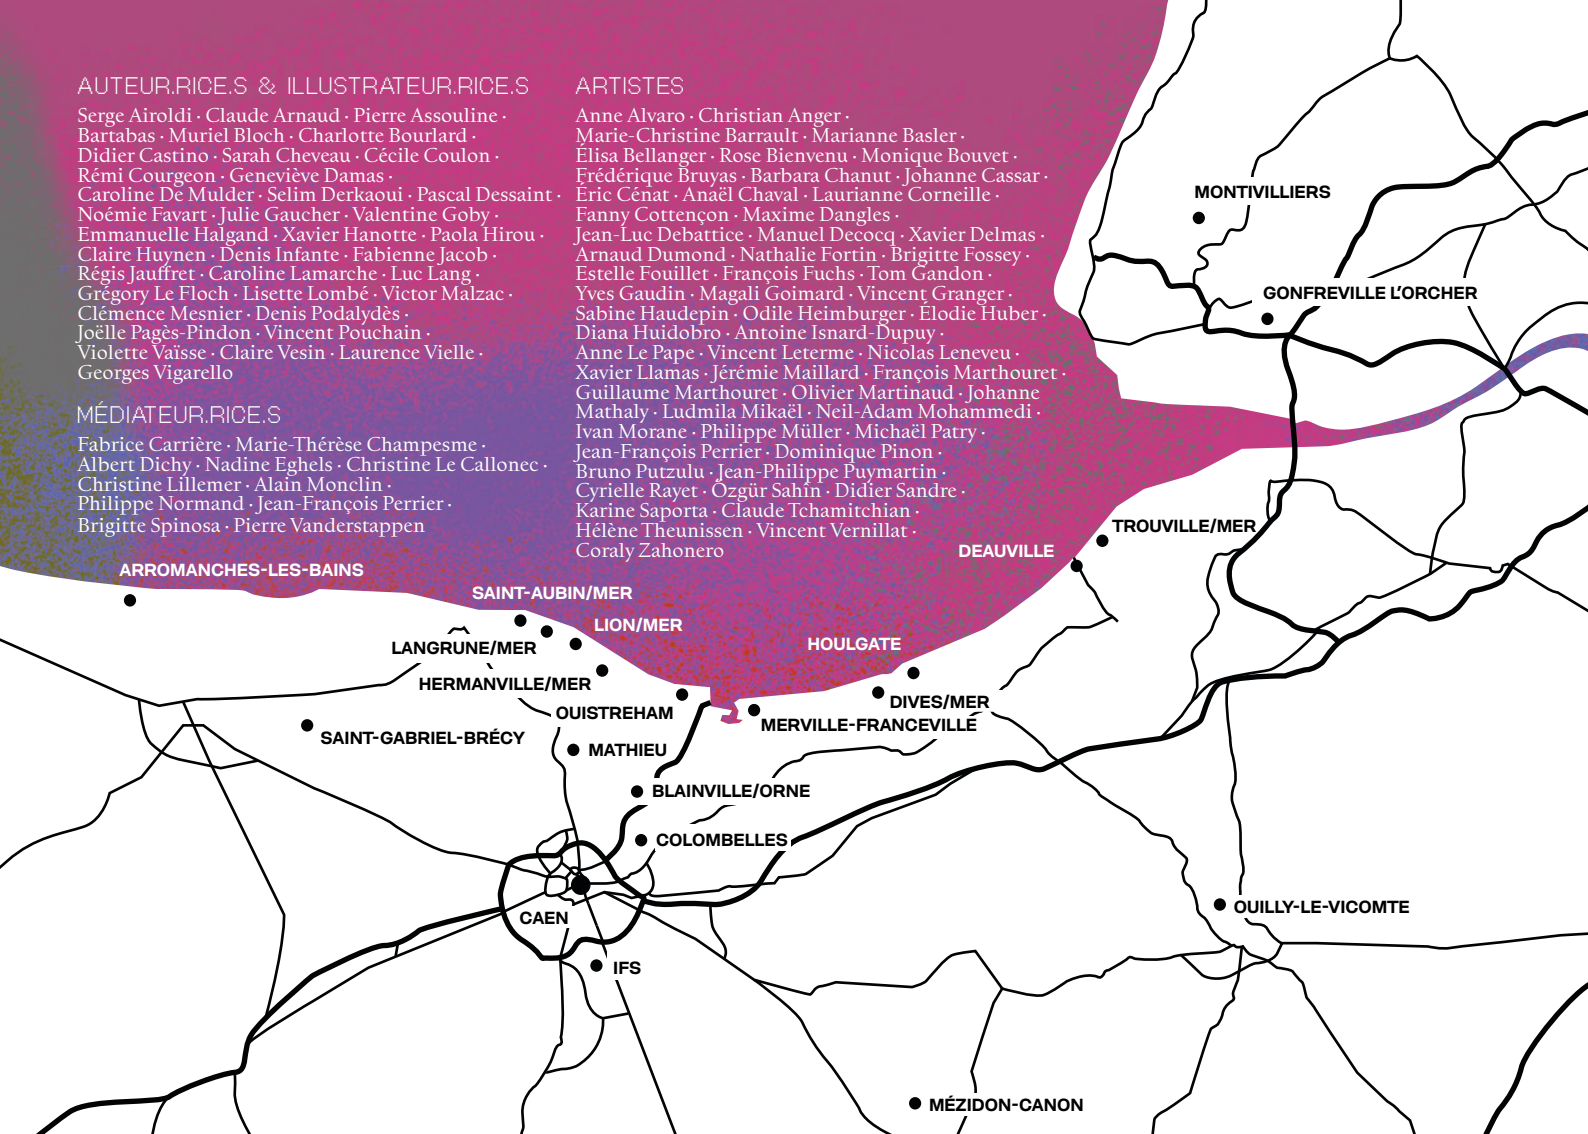 AUTEUR.RICE.S & ILLUSTRATEUR.RICE.S
Serge Airoldi · Claude Arnaud · Pierre Assouline ·
Bartabas · Muriel Bloch · Charlotte Bourlard ·
Didier Castino · Sarah Cheveau · Cécile Coulon ·
Rémi Courgeon · Geneviève Damas ·
Caroline De Mulder · Selim Derkaoui · Pascal Dessaint ·
Noémie Favart · Julie Gaucher · Valentine Goby ·
Emmanuelle Halgand · Xavier Hanotte · Paola Hirou ·
Claire Huynen · Denis Infante · Fabienne Jacob ·
Régis Jauffret · Caroline Lamarche · Luc Lang ·
Grégory Le Floch · Lisette Lombé · Victor Malzac ·
Clémence Mesnier · Denis Podalydès ·
Joëlle Pagès-Pindon · Vincent Pouchain ·
Violette Vaïsse · Claire Vesin · Laurence Vielle ·
Georges Vigarello
MÉDIATEUR.RICE.S
Fabrice Carrière · Marie-Thérèse Champesme ·
Albert Dichy · Nadine Eghels · Christine Le Callonec ·
Christine Lillemer · Alain Monclin ·
Philippe Normand · Jean-François Perrier ·
Brigitte Spinosa · Pierre Vanderstappen
ARTISTES
Anne Alvaro · Christian Anger ·
Marie-Christine Barrault · Marianne Basler ·
Élisa Bellanger · Rose Bienvenu · Monique Bouvet ·
Frédérique Bruyas · Barbara Chanut · Johanne Cassar ·
Éric Cénat · Anaël Chaval · Laurianne Corneille ·
Fanny Cottençon · Maxime Dangles ·
Jean-Luc Debattice · Manuel Decocq · Xavier Delmas ·
Arnaud Dumond · Nathalie Fortin · Brigitte Fossey ·
Estelle Fouillet · François Fuchs · Tom Gandon ·
Yves Gaudin · Magali Goimard · Vincent Granger ·
Sabine Haudepin · Odile Heimburger · Élodie Huber ·
Diana Huidobro · Antoine Isnard-Dupuy ·
Anne Le Pape · Vincent Leterme · Nicolas Leneveu ·
Xavier Llamas · Jérémie Maillard · François Marthouret ·
Guillaume Marthouret · Olivier Martinaud · Johanne
Mathaly · Ludmila Mikaël · Neil-Adam Mohammedi ·
Ivan Morane · Philippe Müller · Michaël Patry ·
Jean-François Perrier · Dominique Pinon ·
Bruno Putzulu · Jean-Philippe Puymartin ·
Cyrielle Rayet · Özgür Sahin · Didier Sandre ·
Karine Saporta · Claude Tchamitchian ·
Hélène Theunissen · Vincent Vernillat ·
Coraly Zahonero
MONTIVILLIERS
GONFREVILLE L'ORCHER
TROUVILLE/MER
DEAUVILLE
ARROMANCHES-LES-BAINS
SAINT-AUBIN/MER
LION/MER
LANGRUNE/MER
HOULGATE
HERMANVILLE/MER
DIVES/MER
OUISTREHAM
MERVILLE-FRANCEVILLE
SAINT-GABRIEL-BRÉCY
MATHIEU
BLAINVILLE/ORNE
COLOMBELLES
CAEN
OUILLY-LE-VICOMTE
IFS
MÉZIDON-CANON